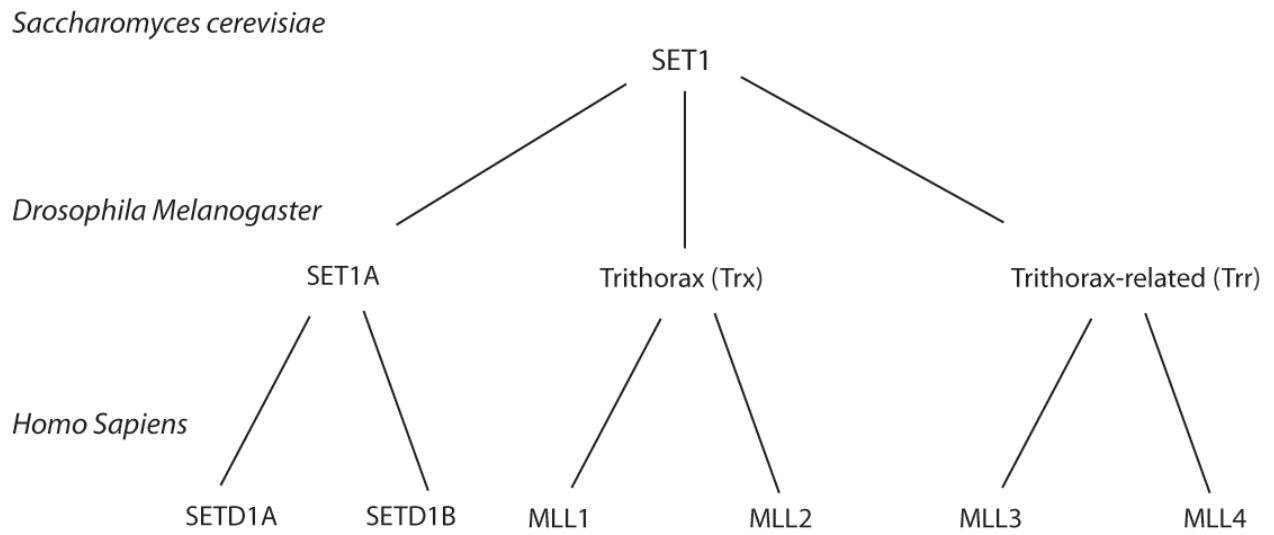 Saccharomyces cerevisiae
SET1
Drosophila Melanogaster
SET1A
Trithorax (Trx)
Trithorax-related (Trr)
Homo Sapiens
SETD1A
SETD1B
MLL1
MLL2
MLL3
MLL4